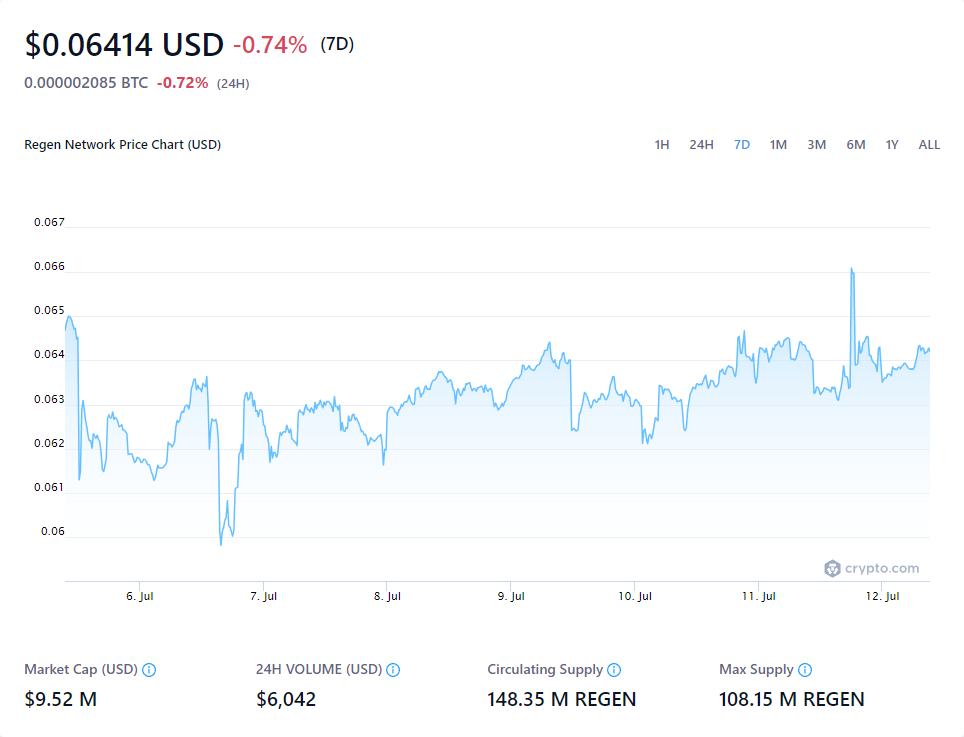 $0.06414 USD -0.74% (7D)
0.000002085 BTC -0.72% (24H)
Regen Network Price Chart (USD) 1H 24H 7D 1M 3M 6M 1Y ALL
0.067
0.066
0.065
0.064
0.063
0.062
0.061
0.06
crypto.com
6. Jul 7. Jul 8. Jul 9. Jul 10. Jul 11. Jul 12. Jul
Market Cap (USD) 24H VOLUME (USD) Circulating Supply Max Supply
$9.52 M $6,042 148.35 M REGEN 108.15 M REGEN